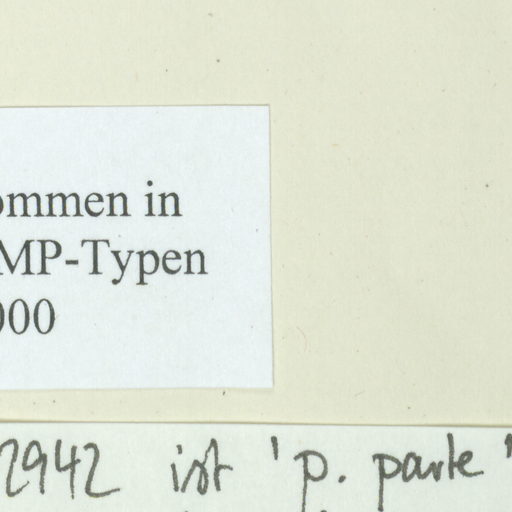 ommen in
MP-Typen
000
2942 ist 'p. parte"